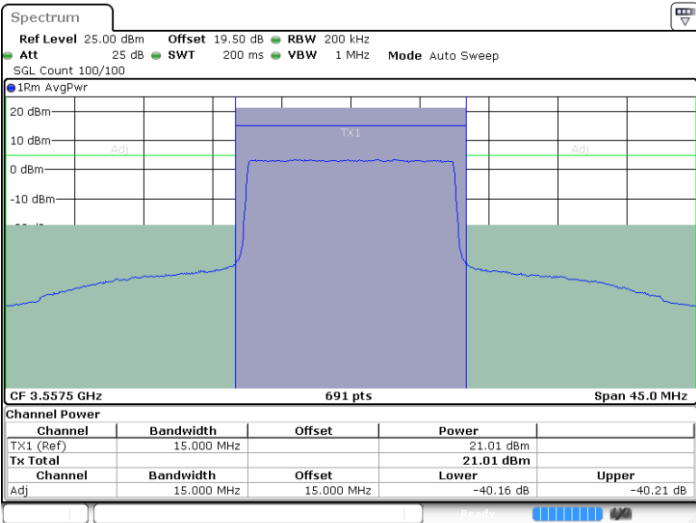 Spectrum
Ref Level 25.00 dBm Offset 19.50 dB RBW 200 kHz
Att 25 dB SWT 200 ms VBW 1 MHz Mode Auto Sweep
SGL Count 100/100
1Rm AvgPwr
20 dBm
TX1
10 dBm
Adj Adj
0 dBm
-10 dBm
CF 3.5575 GHz 691 pts Span 45.0 MHz
Channel Power
Channel Bandwidth Offset Power
TX1 (Ref) 15.000 MHz 21.01 dBm
Tx Total 21.01 dBm
Channel Bandwidth Offset Lower Upper
Adj 15.000 MHz 15.000 MHz -40.16 dB -40.21 dB
Ready